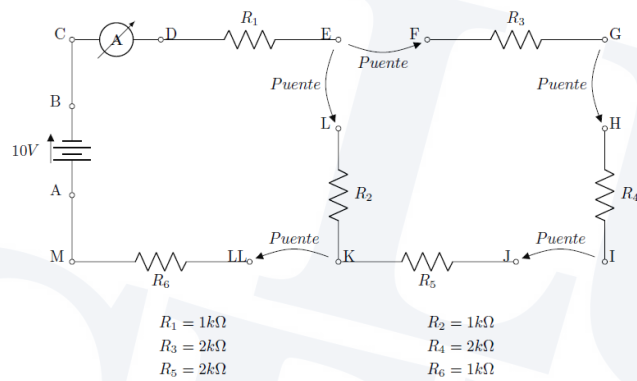 R₁
R₃
C
A
D
E
F
G
Puente
Puente
Puente
B
L
H
10V
A
R₂
R₄
Puente
Puente
M
LL
K
J
I
R₆
R₅
R₁ = 1kΩ
R₂ = 1kΩ
R₃ = 2kΩ
R₄ = 2kΩ
R₅ = 2kΩ
R₆ = 1kΩ